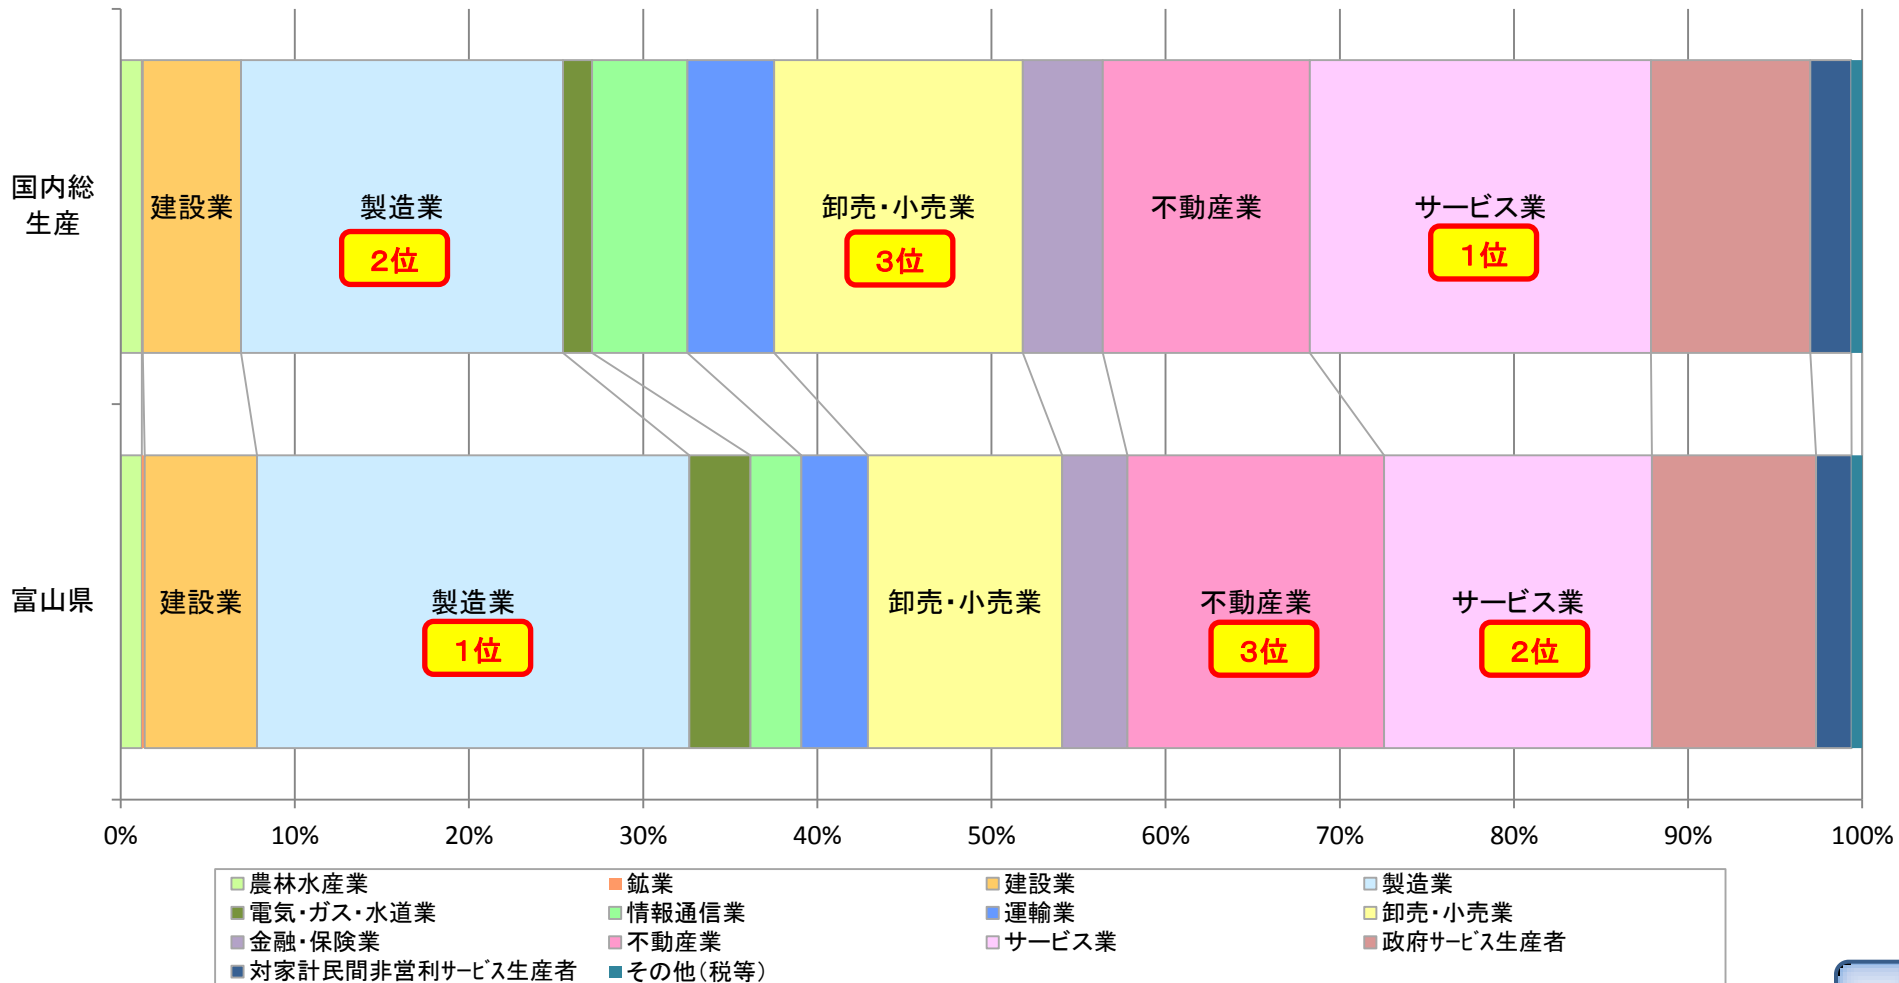 国内総
生産
建設業
製造業
2位
卸売・小売業
3位
不動産業
サービス業
1位
富山県
建設業
製造業
1位
卸売・小売業
不動産業
3位
サービス業
2位
0% 10% 20% 30% 40% 50% 60% 70% 80% 90% 100%
農林水産業 鉱業 建設業 製造業
電気・ガス・水道業 情報通信業 運輸業 卸売・小売業
金融・保険業 不動産業 サービス業 政府サービス生産者
対家計民間非営利サービス生産者 その他(税等)